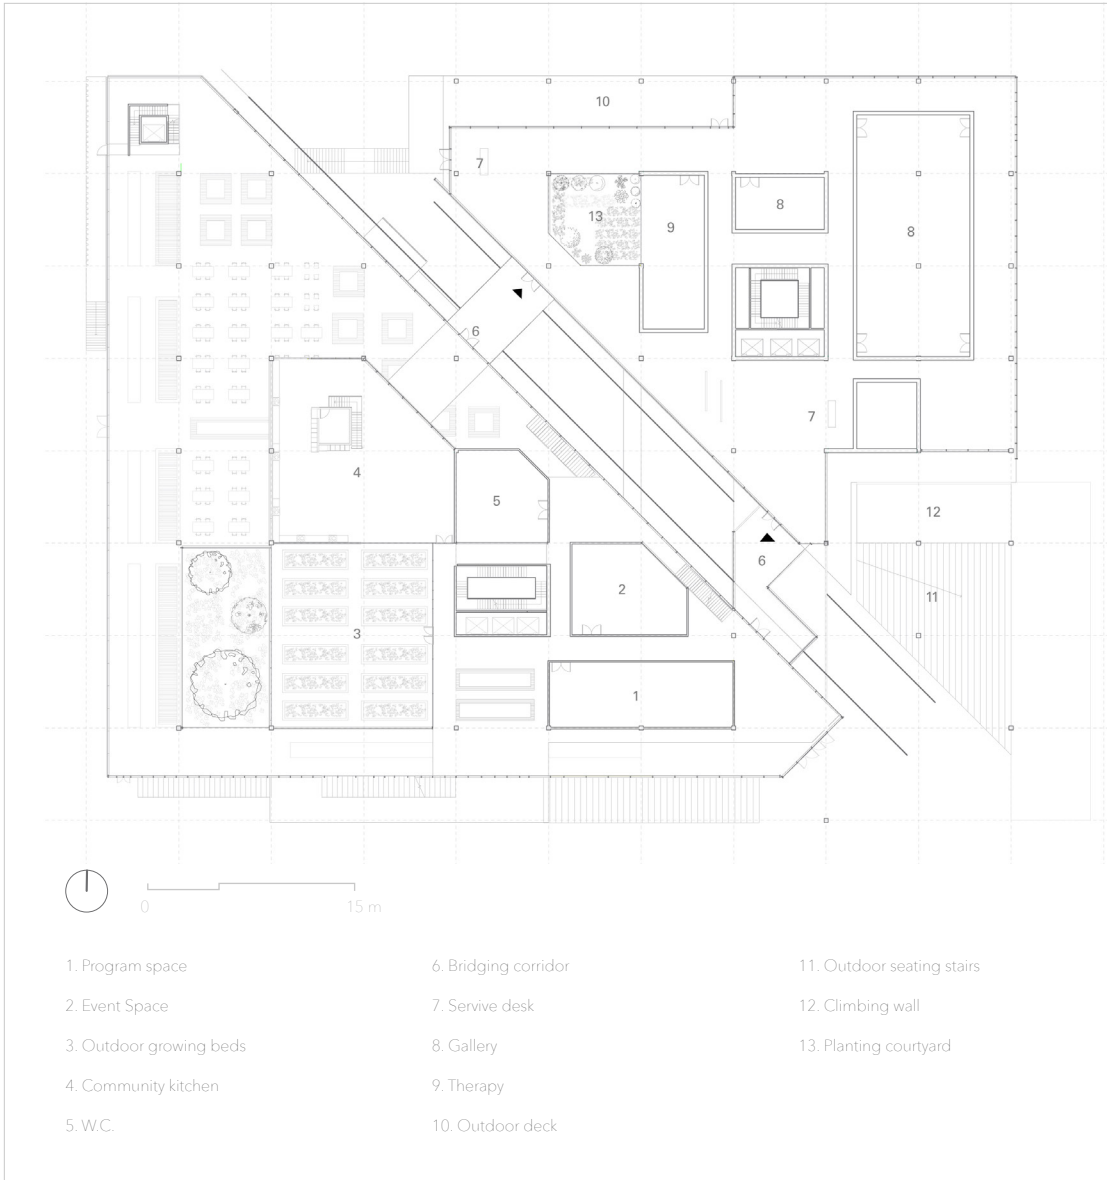 10
7
8
13
9
8
6
7
4
5
12
6
2
11
3
1
0
15 m
1. Program space
2. Event Space
3. Outdoor growing beds
4. Community kitchen
5. W.C.
6. Bridging corridor
7. Servive desk
8. Gallery
9. Therapy
10. Outdoor deck
11. Outdoor seating stairs
12. Climbing wall
13. Planting courtyard